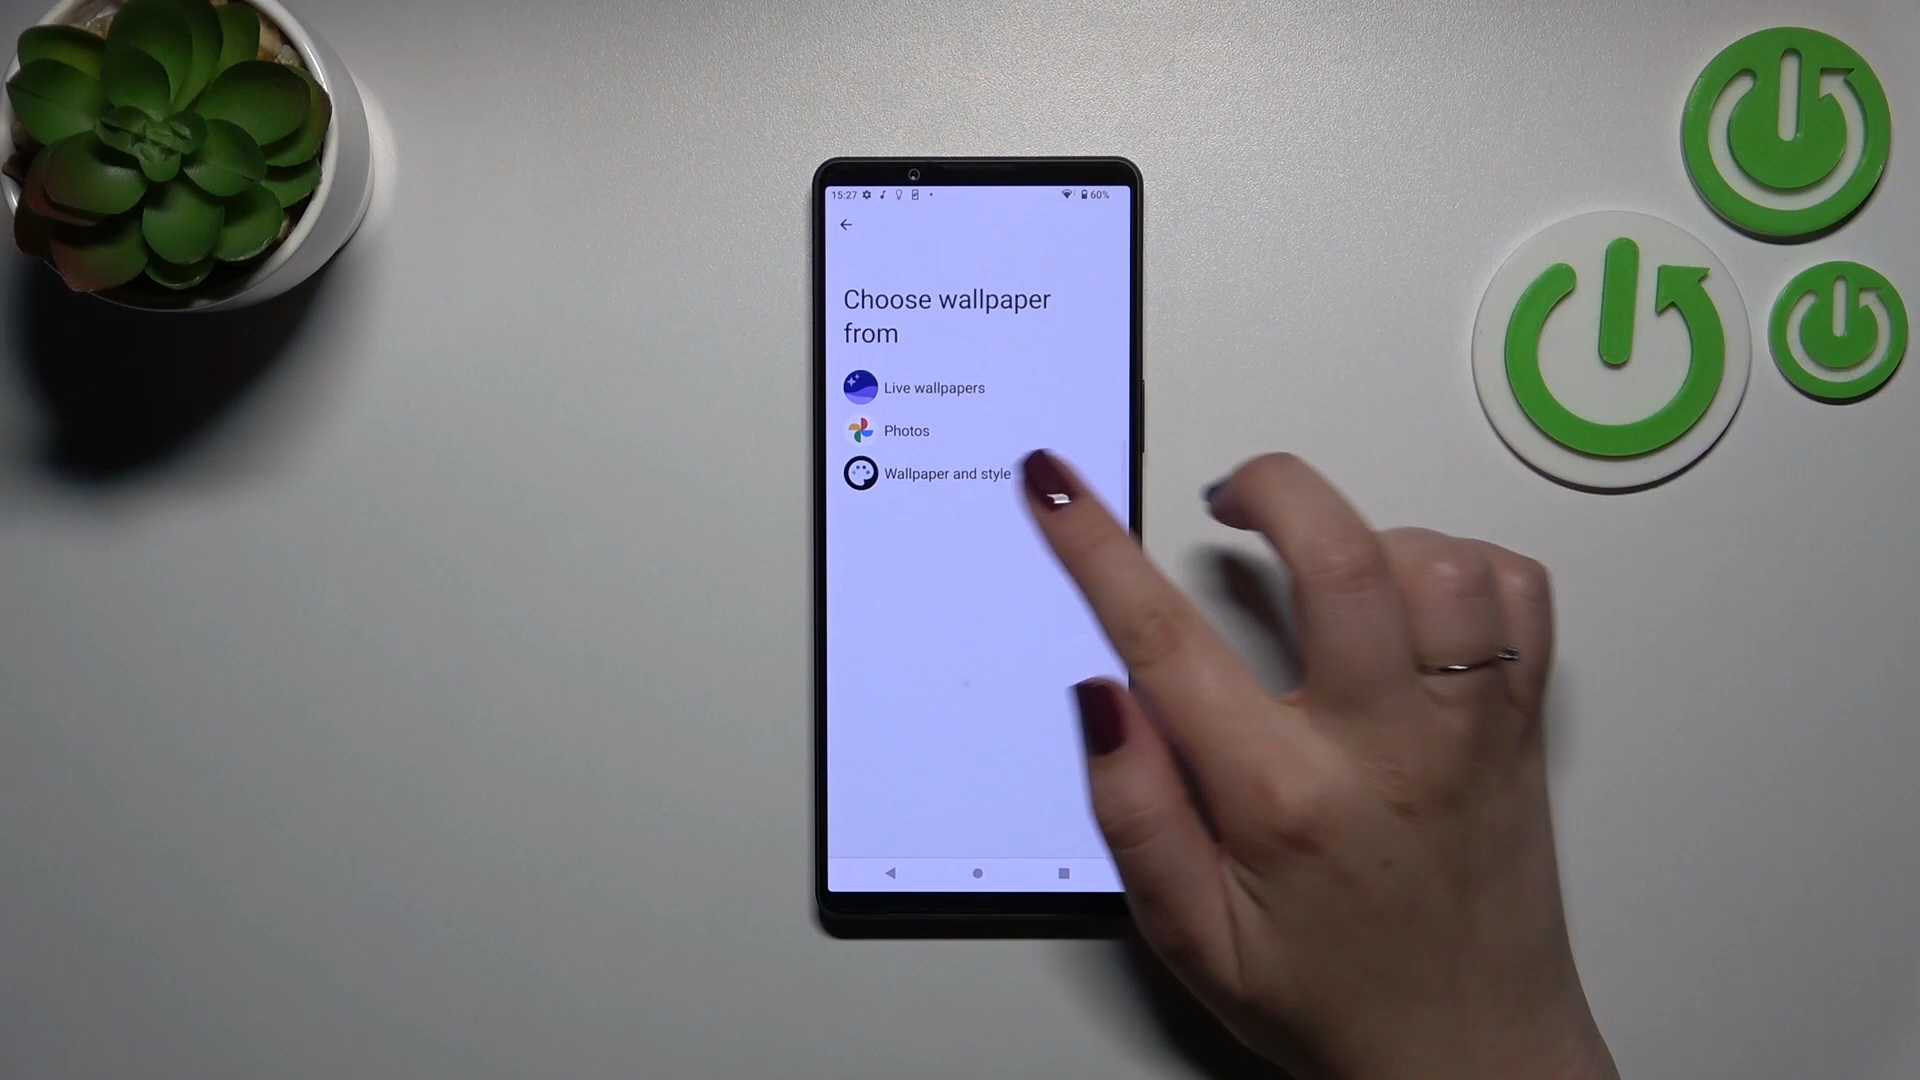 15:27 60%
Choose wallpaper
from
Live wallpapers
Photos
Wallpaper and style